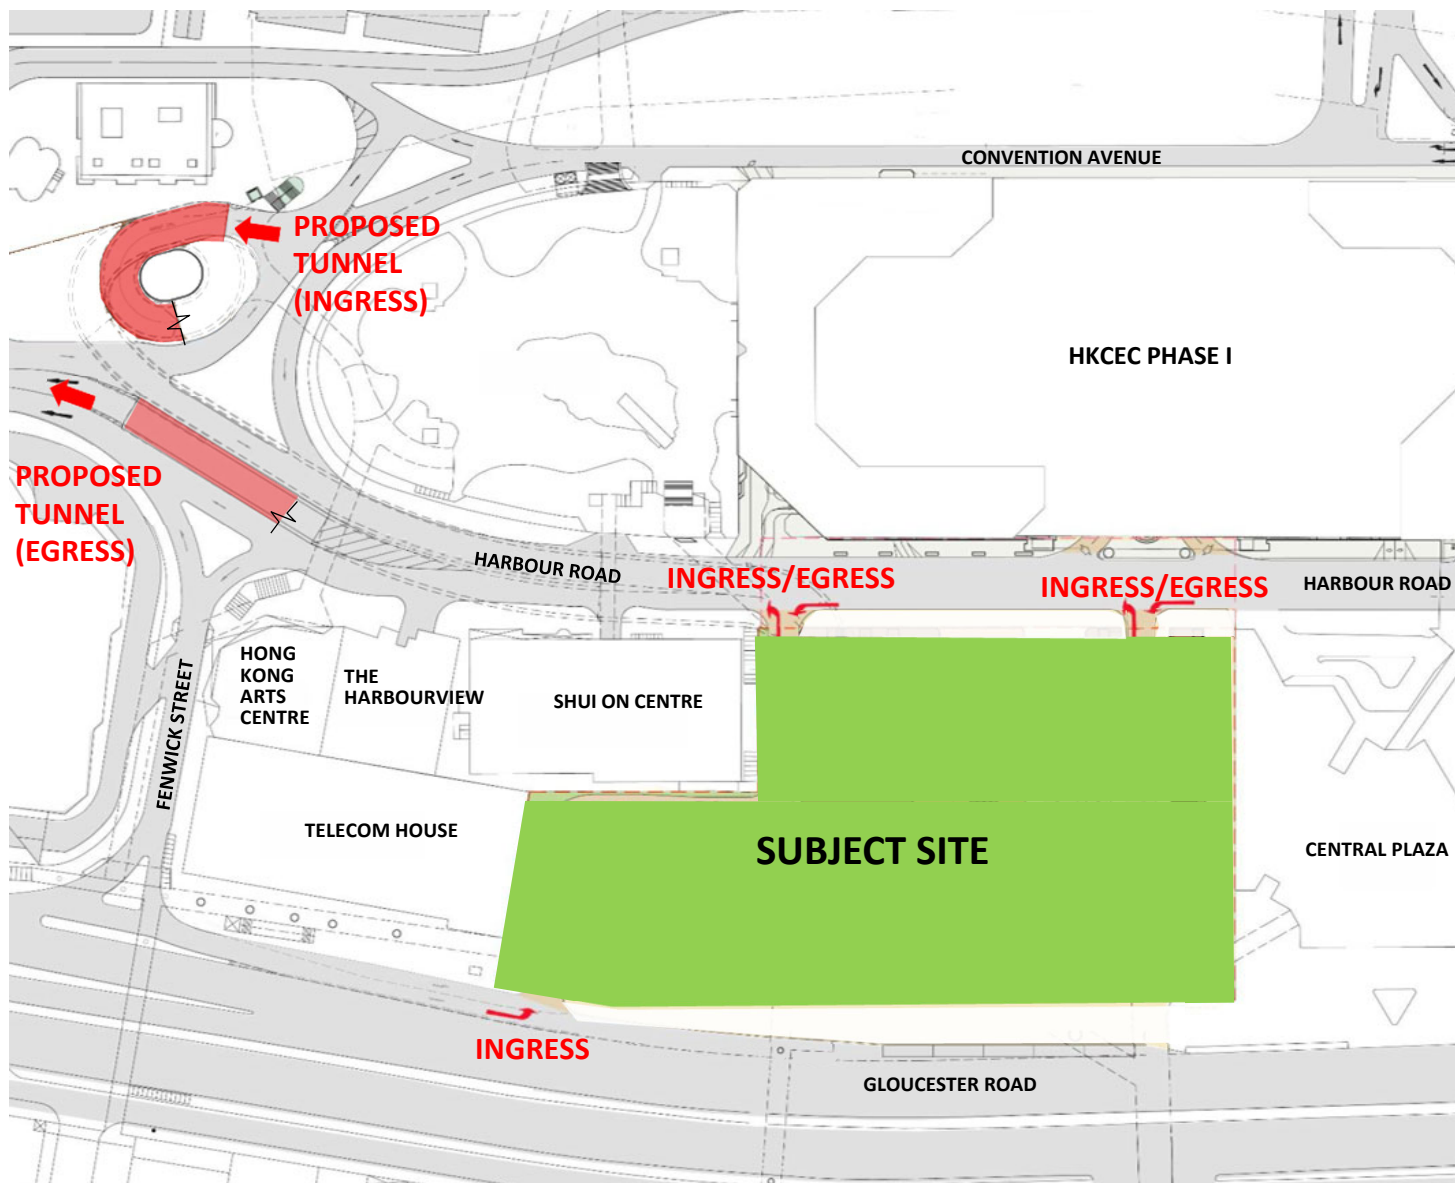 CONVENTION AVENUE
PROPOSED
TUNNEL
(INGRESS)
HKCEC PHASE I
PROPOSED
TUNNEL
(EGRESS)
HARBOUR ROAD
INGRESS/EGRESS
INGRESS/EGRESS
HARBOUR ROAD
FENWICK STREET
HONG
KONG
ARTS
CENTRE
THE
HARBOURVIEW
SHUI ON CENTRE
TELECOM HOUSE
SUBJECT SITE
CENTRAL PLAZA
INGRESS
GLOUCESTER ROAD